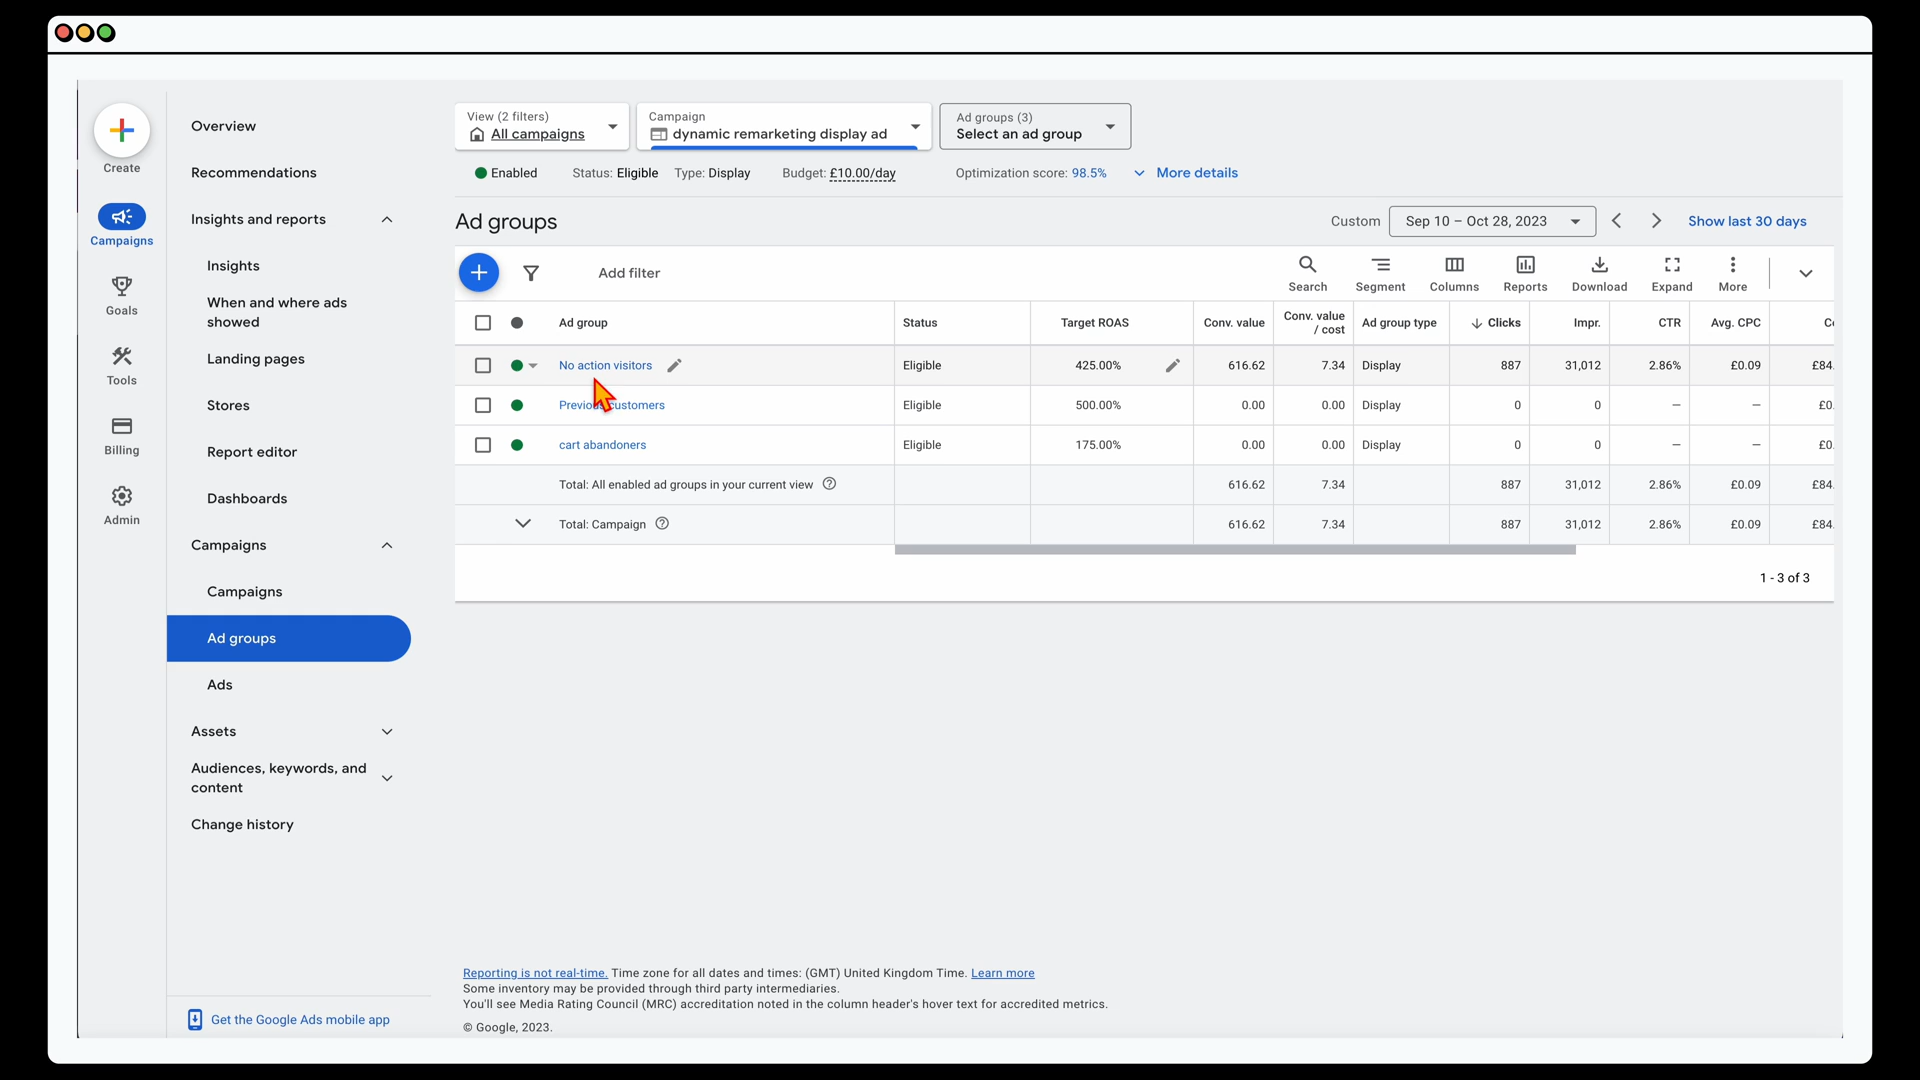 Create
Campaigns
Goals
Tools
Billing
Admin
Overview
Recommendations
Insights and reports
Insights
When and where ads
showed
Landing pages
Stores
Report editor
Dashboards
Campaigns
Campaigns
Ad groups
Ads
Assets
Audiences, keywords, and
content
Change history
Get the Google Ads mobile app
View (2 filters)
All campaigns
Campaign
dynamic remarketing display ad
Ad groups (3)
Select an ad group
Enabled Status: Eligible Type: Display Budget: £10.00/day Optimization score: 98.5% More details
Ad groups
Custom Sep 10 – Oct 28, 2023 Show last 30 days
Add filter
Search Segment Columns Reports Download Expand More
Ad group Status Target ROAS Conv. value Conv. value / cost Ad group type Clicks Impr. CTR Avg. CPC
No action visitors Eligible 425.00% 616.62 7.34 Display 887 31,012 2.86% £0.09 £84.
Previous customers Eligible 500.00% 0.00 0.00 Display 0 0 – – £0.
cart abandoners Eligible 175.00% 0.00 0.00 Display 0 0 – – £0.
Total: All enabled ad groups in your current view 616.62 7.34 887 31,012 2.86% £0.09 £84.
Total: Campaign 616.62 7.34 887 31,012 2.86% £0.09 £84.
1 - 3 of 3
Reporting is not real-time. Time zone for all dates and times: (GMT) United Kingdom Time. Learn more
Some inventory may be provided through third party intermediaries.
You'll see Media Rating Council (MRC) accreditation noted in the column header's hover text for accredited metrics.
© Google, 2023.